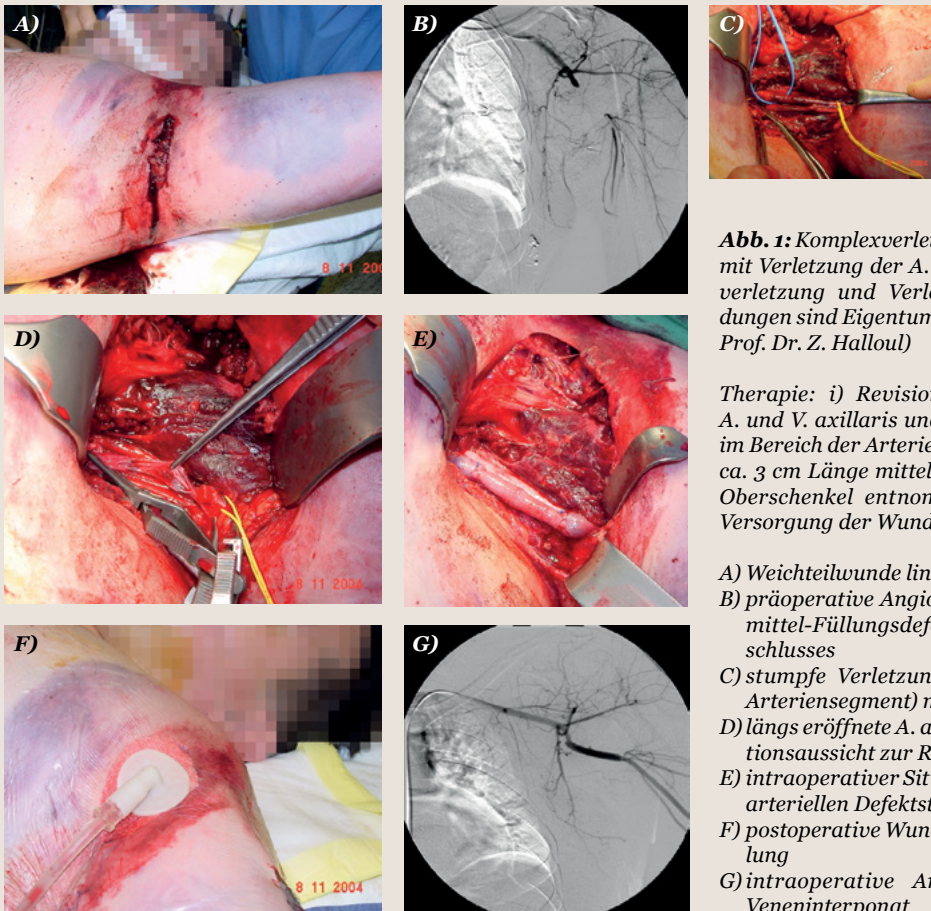 A)
8 11 200
B)
C)
D)
8 11 2004
E)
F)
8 11 2004
G)
Abb. 1: Komplexverle
mit Verletzung der A.
verletzung und Verle
dungen sind Eigentum
Prof. Dr. Z. Halloul)
Therapie: i) Revision
A. und V. axillaris und
im Bereich der Arterie
ca. 3 cm Länge mittel
Oberschenkel entnom
Versorgung der Wund
A) Weichteilwunde lin
B) präoperative Angio
mittel-Füllungsdefe
schlusses
C) stumpfe Verletzun
Arteriensegment) n
D) längs eröffnete A. a
tionsaussicht zur R
E) intraoperativer Sit
arteriellen Defektst
F) postoperative Wun
lung
G) intraoperative An
Veneninterponat